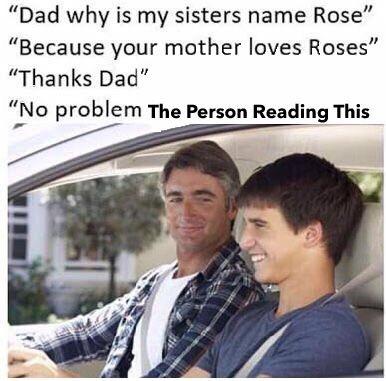 “Dad why is my sisters name Rose”
“Because your mother loves Roses”
“Thanks Dad”
“No problem The Person Reading This